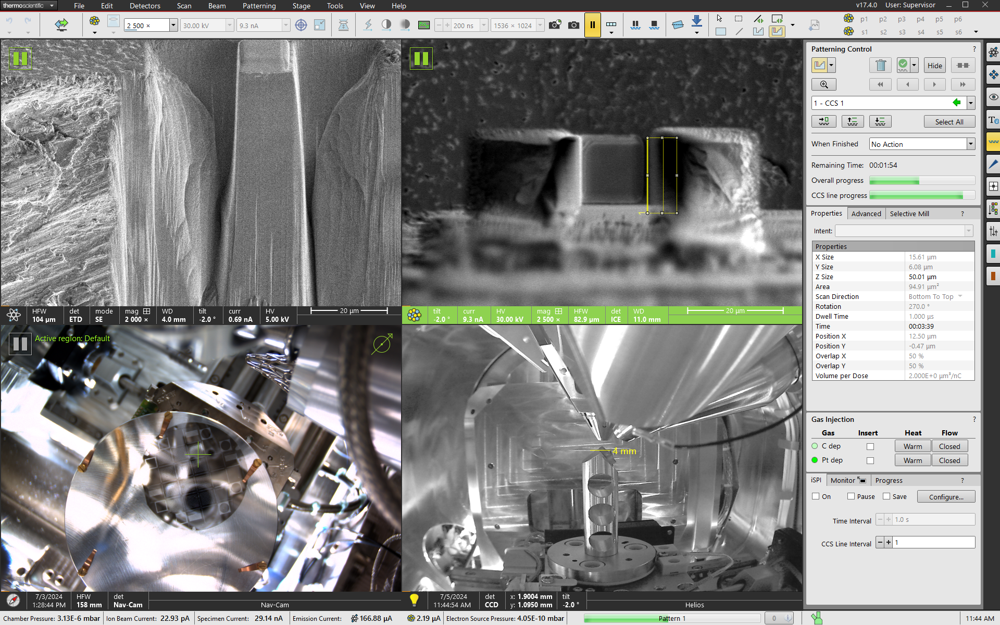 thermoscientific File Edit Detectors Scan Beam Patterning Stage Tools View Help v17.4.0 User: Supervisor
2 500 × 30.00 kV 9.3 nA 200 ns 1536 × 1024 p1 p2 p3 p4 p5 p6
s1 s2 s3 s4 s5 s6
Patterning Control ?
Hide
1 - CCS 1
Select All
When Finished No Action
Remaining Time: 00:01:54
Overall progress
CCS line progress
Properties Advanced Selective Mill ?
Intent:
Properties
X Size 15.61 µm
Y Size 6.08 µm
Z Size 50.01 µm
Area 94.91 µm²
Scan Direction Bottom To Top
Rotation 270.0 °
Dwell Time 1.000 µs
Time 00:03:39
Position X 12.50 µm
Position Y -0.47 µm
Overlap X 50 %
Overlap Y 50 %
Volume per Dose 2.000E+0 µm³/nC
HFW det mode mag WD tilt curr HV 20 µm
104 µm ETD SE 2 000 × 4.0 mm -2.0 ° 0.69 nA 5.00 kV
tilt curr HV mag HFW det WD 20 µm
-2.0 ° 9.3 nA 30.00 kV 2 500 × 82.9 µm ICE 11.0 mm
Active region: Default
4 mm
Gas Injection ?
Gas Insert Heat Flow
C dep Warm Closed
Pt dep Warm Closed
iSPI Monitor Progress ?
On Pause Save Configure...
Time Interval 1.0 s
CCS Line Interval 1
7/3/2024 HFW det
1:28:44 PM 158 mm Nav-Cam Nav-Cam
7/5/2024 det x: 1.9004 mm tilt
11:44:54 AM CCD y: 1.0950 mm -2.0 ° Helios
Chamber Pressure: 3.13E-6 mbar Ion Beam Current: 22.93 pA Specimen Current: 29.14 nA Emission Current: 166.88 µA 2.19 µA Electron Source Pressure: 4.05E-10 mbar Pattern 1 0 11:44 AM